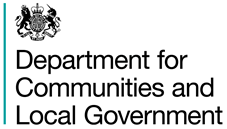 Department for
Communities and
Local Government